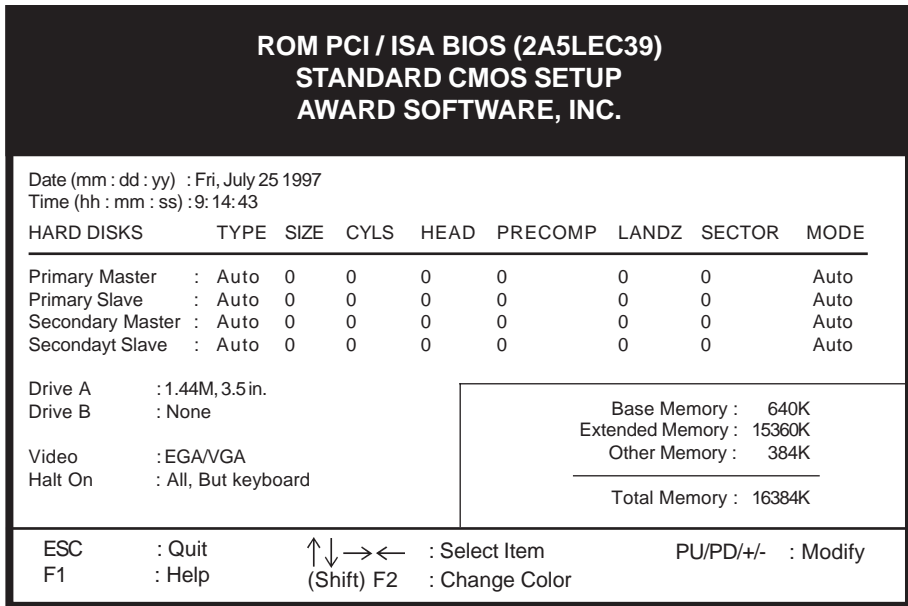 ROM PCI / ISA BIOS (2A5LEC39)
STANDARD CMOS SETUP
AWARD SOFTWARE, INC.
Date (mm : dd : yy) : Fri, July 25 1997
Time (hh : mm : ss) : 9: 14: 43
HARD DISKS TYPE SIZE CYLS HEAD PRECOMP LANDZ SECTOR MODE
Primary Master : Auto 0 0 0 0 0 0 Auto
Primary Slave : Auto 0 0 0 0 0 0 Auto
Secondary Master : Auto 0 0 0 0 0 0 Auto
Secondayt Slave : Auto 0 0 0 0 0 0 Auto
Drive A : 1.44M, 3.5 in.
Drive B : None
Video : EGA/VGA
Halt On : All, But keyboard
Base Memory : 640K
Extended Memory : 15360K
Other Memory : 384K
Total Memory : 16384K
ESC : Quit ↑↓→← : Select Item PU/PD/+/- : Modify
F1 : Help (Shift) F2 : Change Color